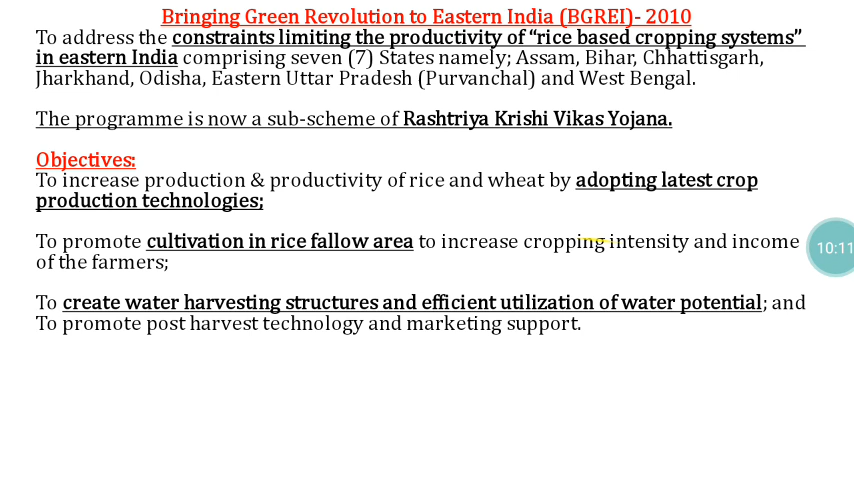 Bringing Green Revolution to Eastern India (BGREI)- 2010
To address the constraints limiting the productivity of “rice based cropping systems”
in eastern India comprising seven (7) States namely; Assam, Bihar, Chhattisgarh,
Jharkhand, Odisha, Eastern Uttar Pradesh (Purvanchal) and West Bengal.
The programme is now a sub-scheme of Rashtriya Krishi Vikas Yojana.
Objectives:
To increase production & productivity of rice and wheat by adopting latest crop
production technologies;
To promote cultivation in rice fallow area to increase cropping intensity and income
of the farmers;
To create water harvesting structures and efficient utilization of water potential; and
To promote post harvest technology and marketing support.
10:11